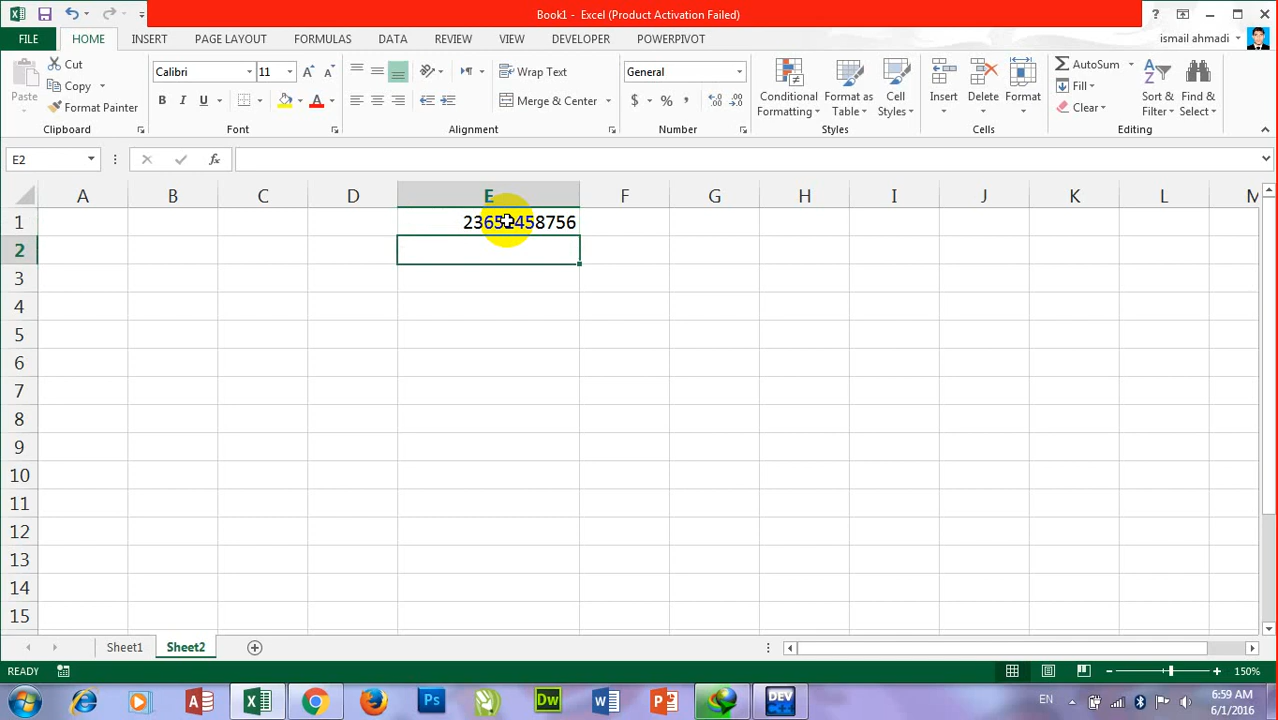 Book1 - Excel (Product Activation Failed)
?
FILE HOME INSERT PAGE LAYOUT FORMULAS DATA REVIEW VIEW DEVELOPER POWERPIVOT ismail ahmadi
Paste
Cut
Copy
Format Painter
Clipboard
Calibri 11
B I U A
Font
Wrap Text
Merge & Center
Alignment
General
$ % ,
Number
Conditional Formatting
Format as Table
Cell Styles
Styles
Insert
Delete
Format
Cells
AutoSum
Fill
Clear
Sort & Filter
Find & Select
Editing
E2 fx
A B C D E F G H I J K L M
1
2
3
4
5
6
7
8
9
10
11
12
13
14
15
Sheet1 Sheet2
READY 150%
Ps Dw DEV EN
6:59 AM
6/1/2016